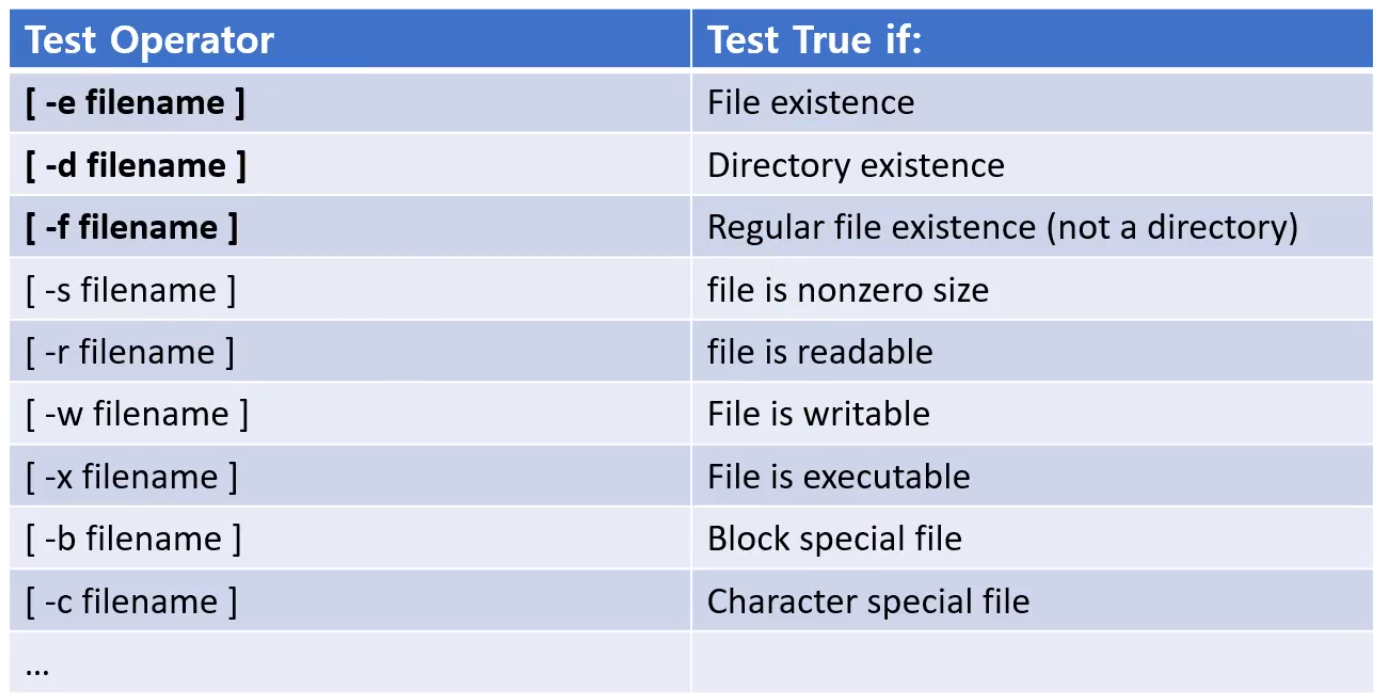 Test Operator Test True if:
[ -e filename ] File existence
[ -d filename ] Directory existence
[ -f filename ] Regular file existence (not a directory)
[ -s filename ] file is nonzero size
[ -r filename ] file is readable
[ -w filename ] File is writable
[ -x filename ] File is executable
[ -b filename ] Block special file
[ -c filename ] Character special file
...